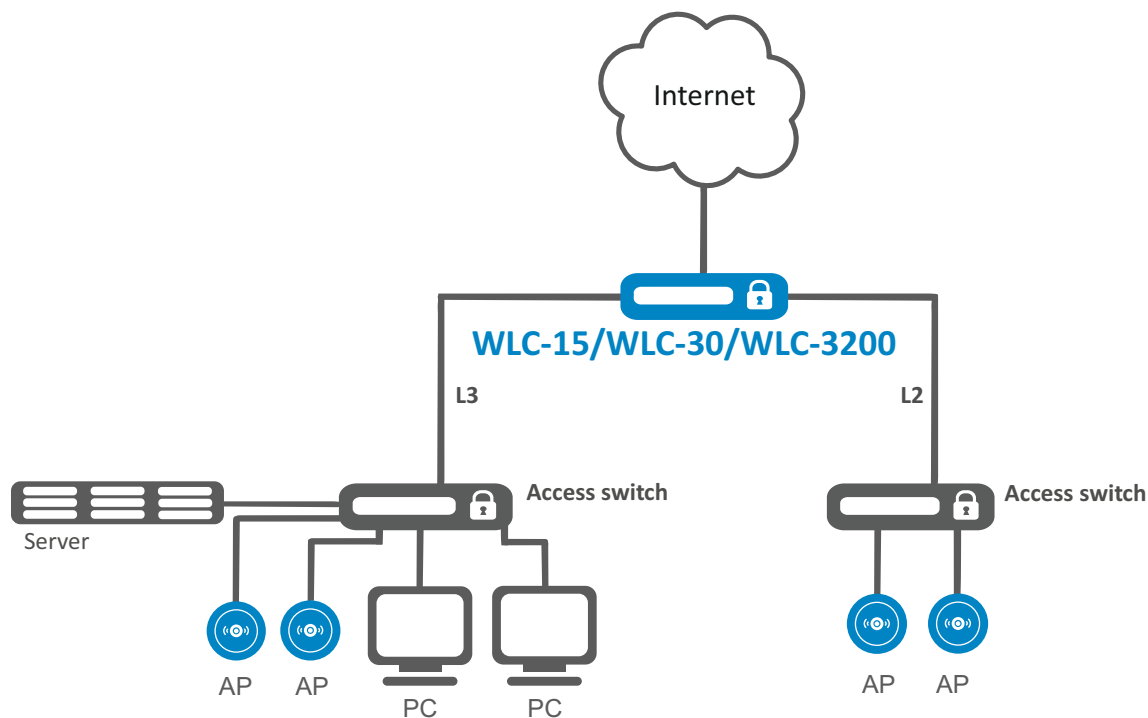 Internet
WLC-15/WLC-30/WLC-3200
L3
L2
Access switch
Access switch
Server
AP
AP
PC
PC
AP
AP